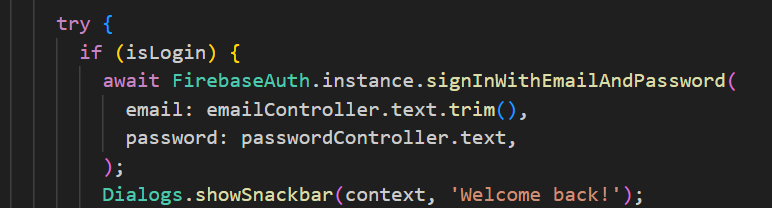 try {
if (isLogin) {
await FirebaseAuth.instance.signInWithEmailAndPassword(
email: emailController.text.trim(),
password: passwordController.text,
);
Dialogs.showSnackbar(context, 'Welcome back!');